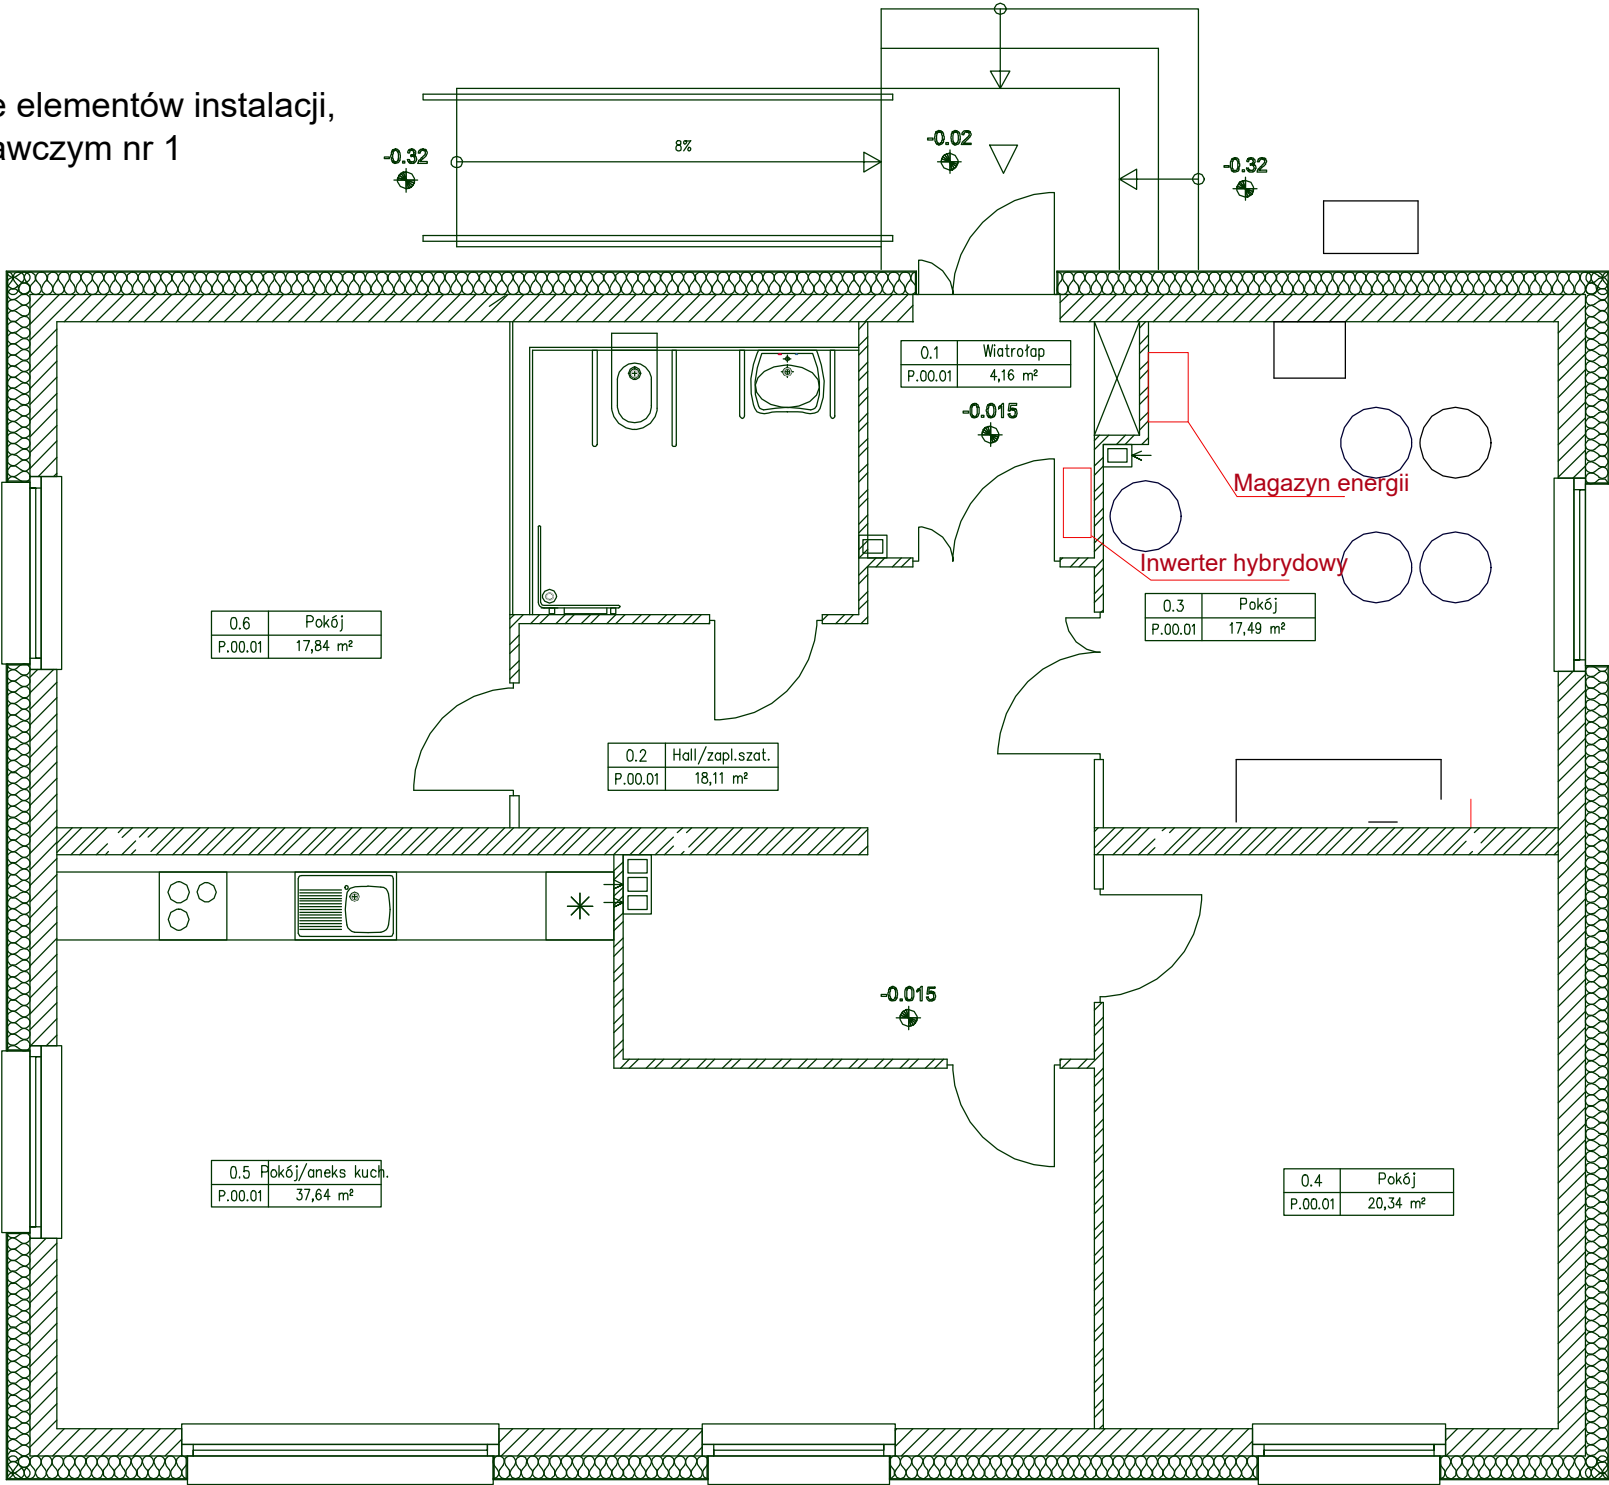 e elementów instalacji,
awczym nr 1
8%
-0.32
-0.02
-0.32
0.1 Wiatrołap
P.00.01 4,16 m²
-0.015
Magazyn energii
Inwerter hybrydowy
0.3 Pokój
P.00.01 17,49 m²
0.6 Pokój
P.00.01 17,84 m²
0.2 Hall/zapl.szat.
P.00.01 18,11 m²
-0.015
0.5 Pokój/aneks kuch.
P.00.01 37,64 m²
0.4 Pokój
P.00.01 20,34 m²